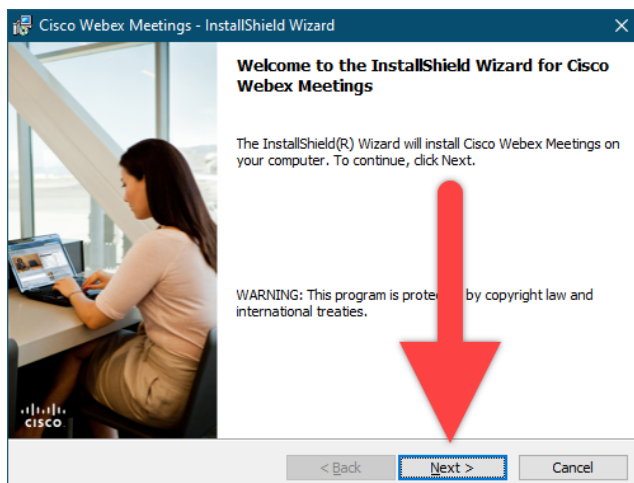 Cisco Webex Meetings - InstallShield Wizard
Welcome to the InstallShield Wizard for Cisco
Webex Meetings
The InstallShield(R) Wizard will install Cisco Webex Meetings on
your computer. To continue, click Next.
WARNING: This program is by copyright law and
international treaties.
CISCO
< Back
Next >
Cancel